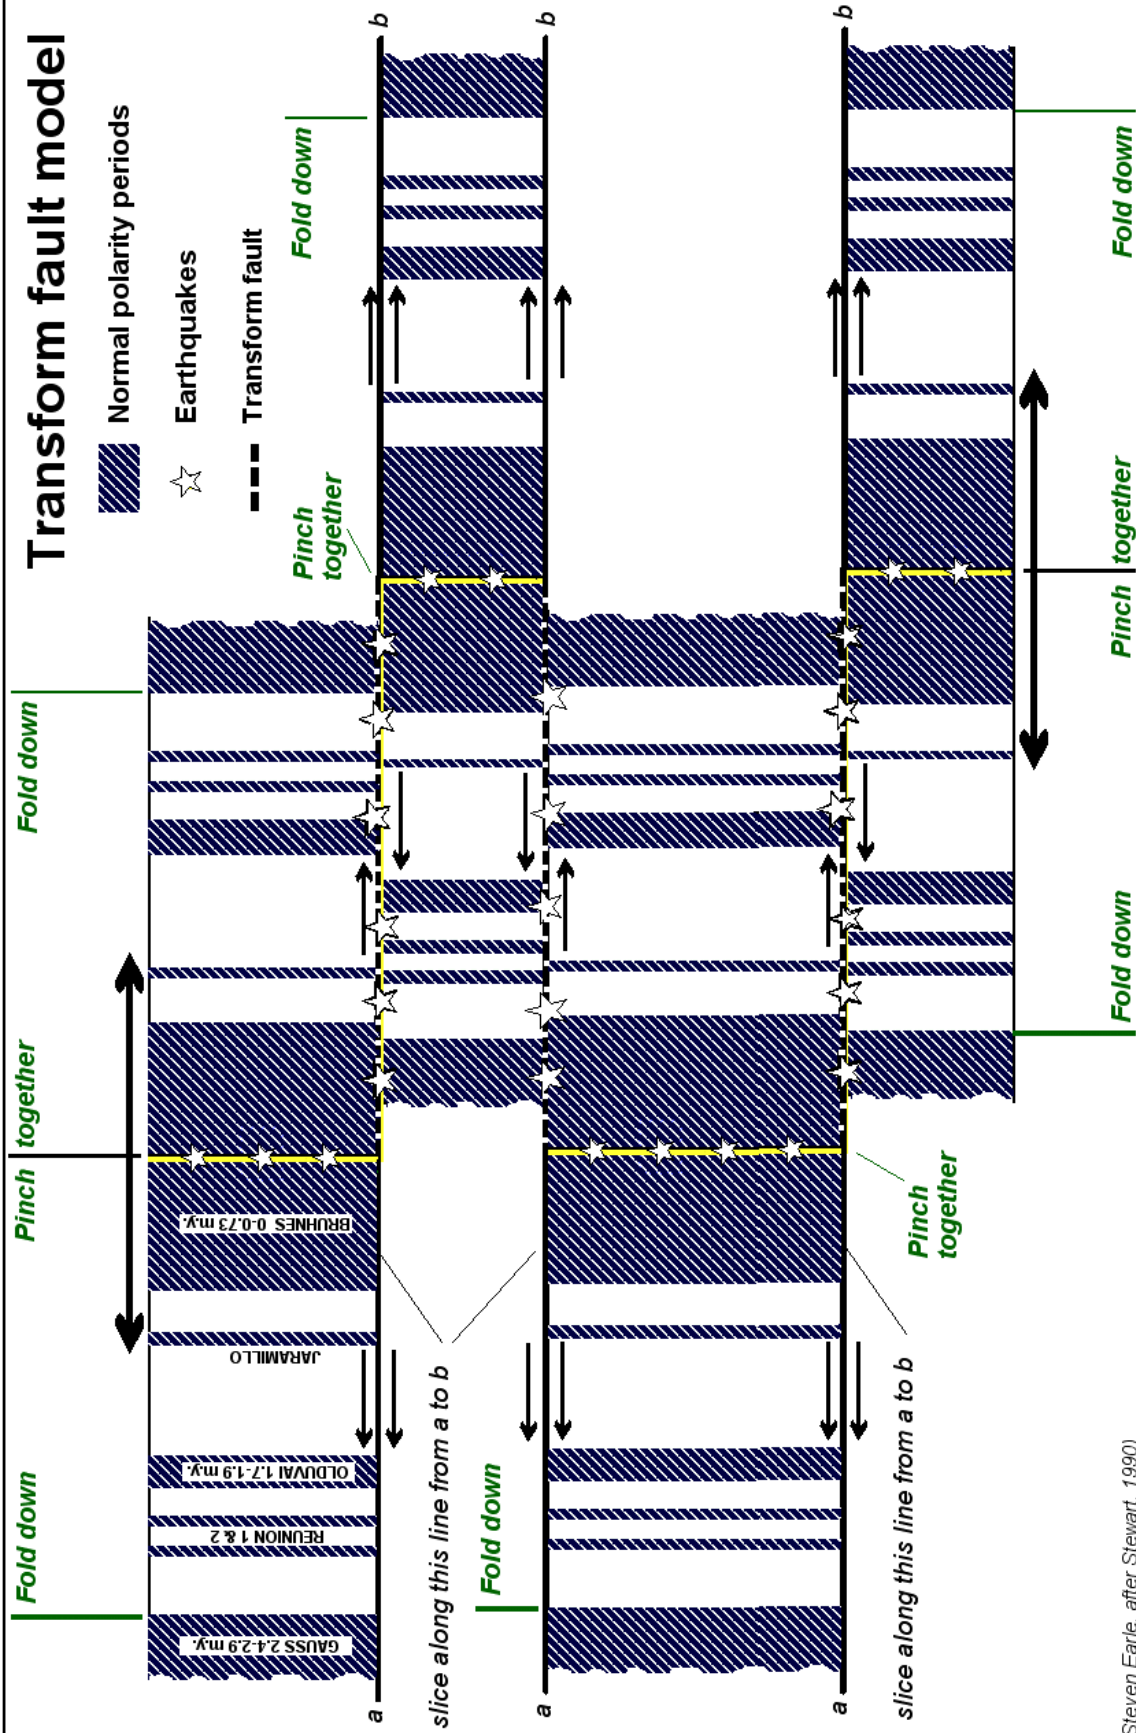 Transform fault model
Normal polarity periods
Earthquakes
Transform fault
Fold down
Pinch together
Fold down
Fold down
Pinch
together
b
b
b
GAUSS 2.4-2.9 m.y.
REUNION 1 & 2
OLDUVAI 1.7-1.9 m.y.
JARAMILLO
BRUHNES 0-0.73 m.y.
a
slice along this line from a to b
Fold down
a
Pinch
together
a
slice along this line from a to b
Fold down
Pinch together
Fold down
Steven Earle, after Stewart, 1990)